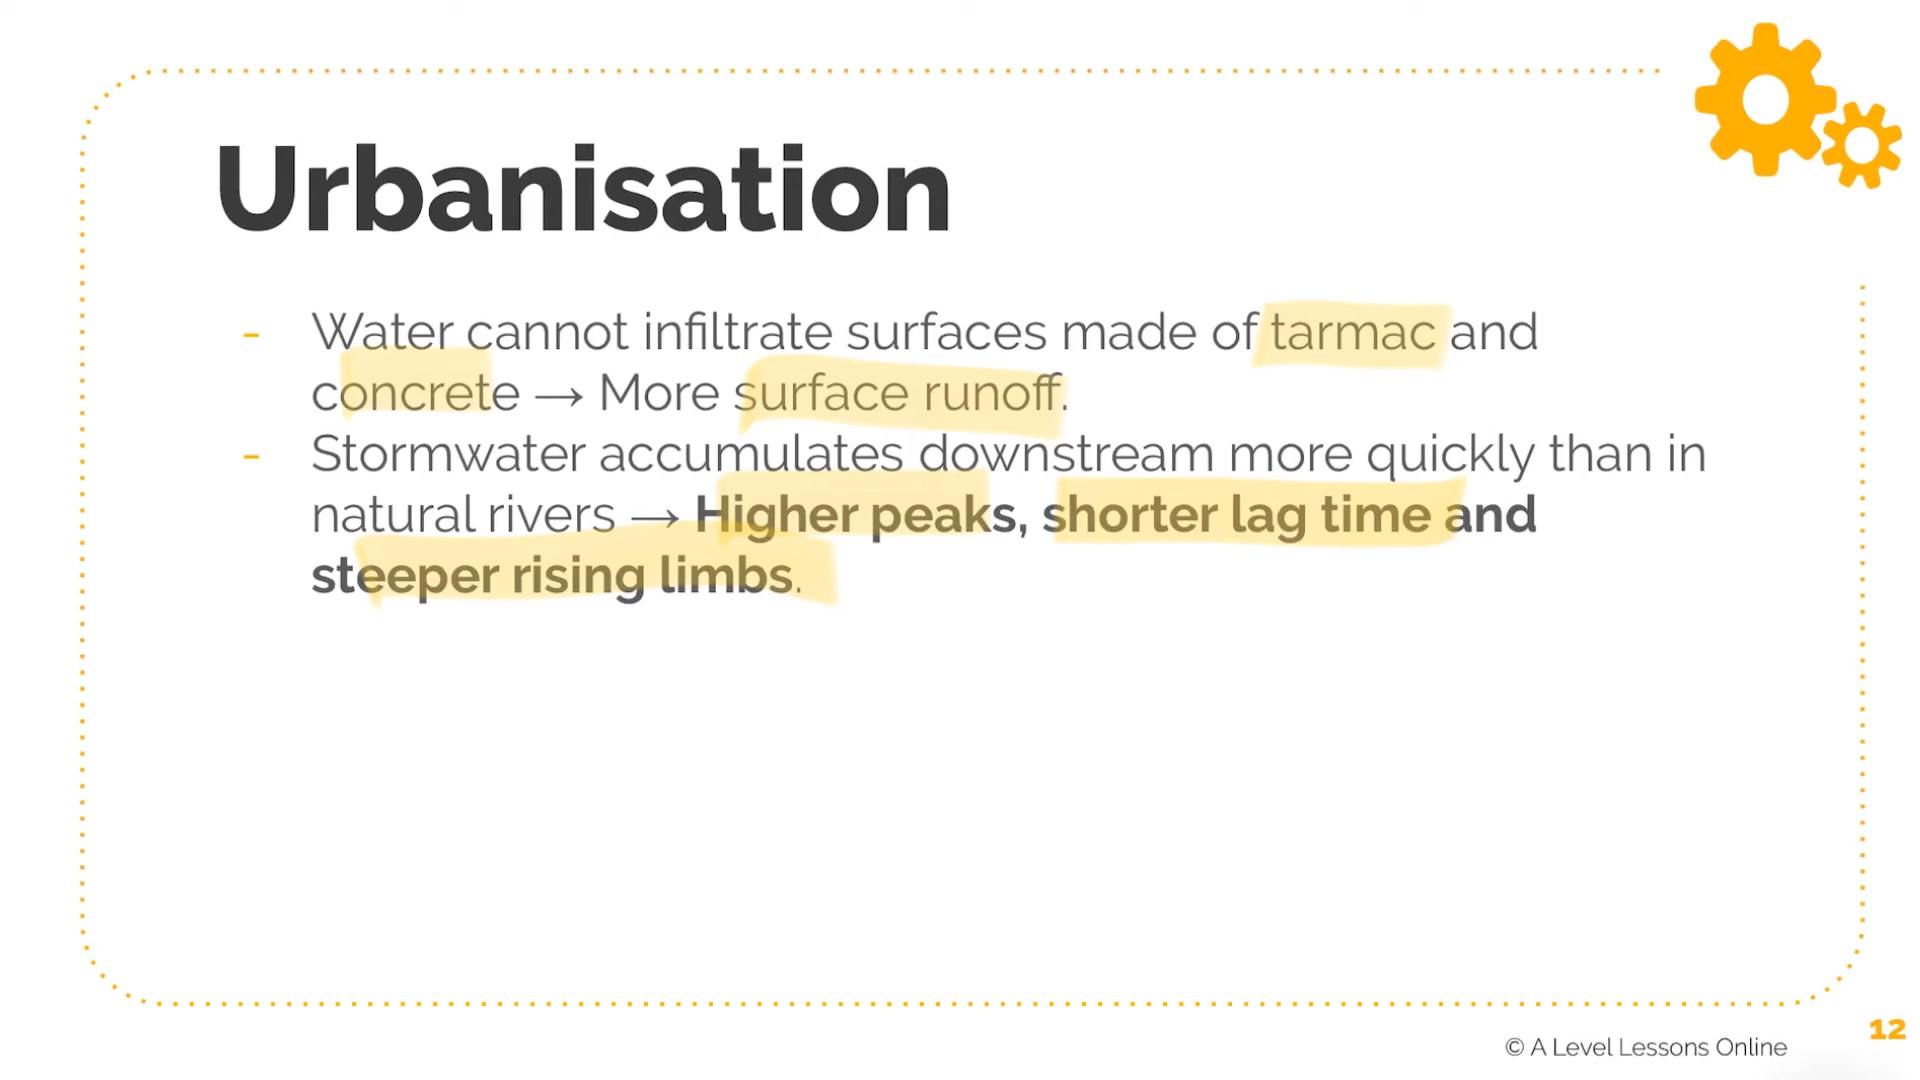 Urbanisation
- Water cannot infiltrate surfaces made of tarmac and
concrete → More surface runoff.
- Stormwater accumulates downstream more quickly than in
natural rivers → Higher peaks, shorter lag time and
steeper rising limbs.
© A Level Lessons Online
12